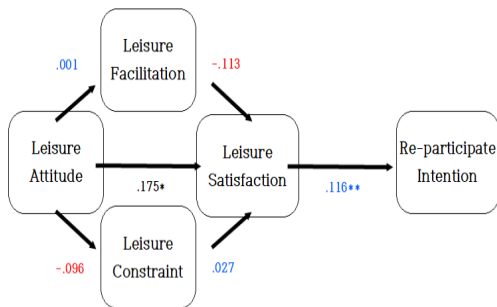 Leisure
Facilitation
.001
-.113
Leisure
Attitude
Leisure
Satisfaction
Re-participate
Intention
.175*
.116**
Leisure
Constraint
-.096
.027